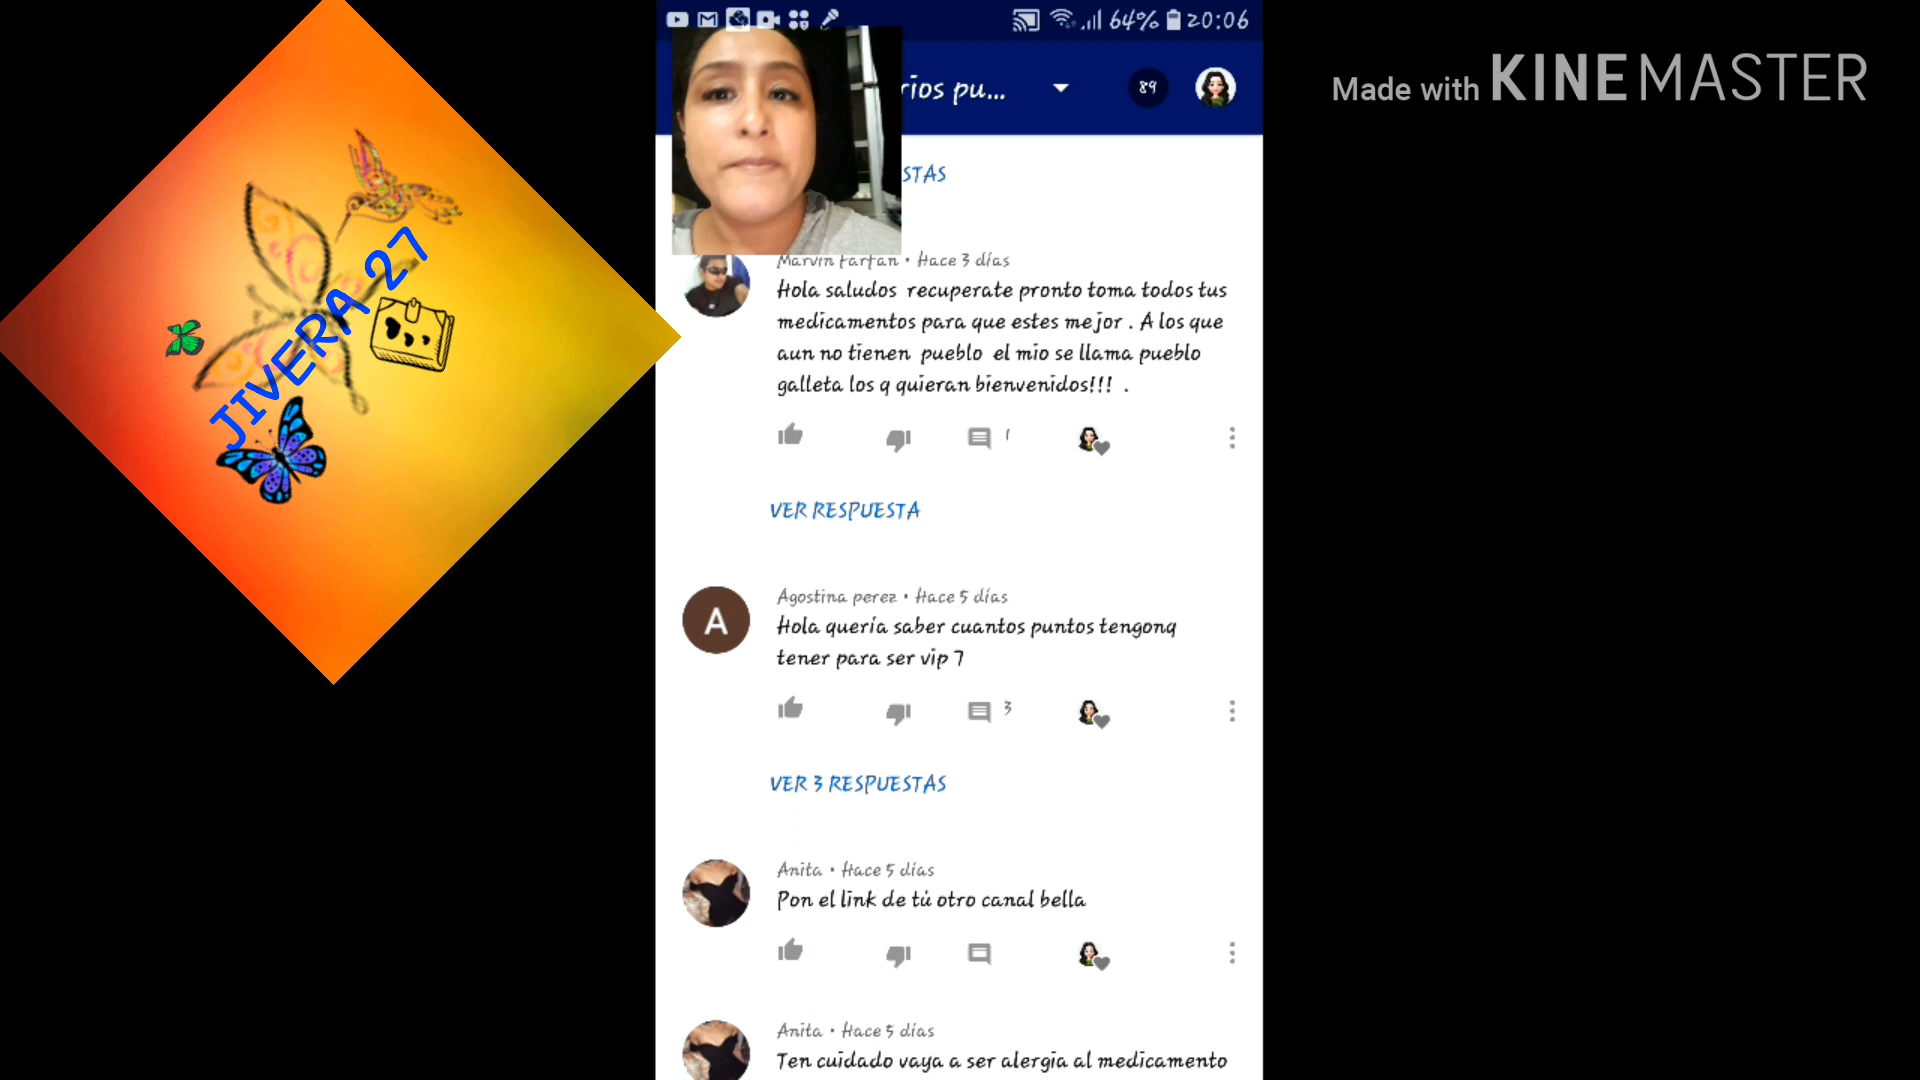 JIVERA 27
64% 20:06
rios pu...
89
Made with KINEMASTER
STAS
Marvin Farfan • Hace 3 días
Hola saludos recuperate pronto toma todos tus
medicamentos para que estes mejor . A los que
aun no tienen pueblo el mio se llama pueblo
galleta los q quieran bienvenidos!!! .
1
VER RESPUESTA
A
Agostina perez • Hace 5 días
Hola quería saber cuantos puntos tengonq
tener para ser vip 7
3
VER 3 RESPUESTAS
Anita • Hace 5 días
Pon el link de tú otro canal bella
Anita • Hace 5 días
Ten cuidado vaya a ser alergia al medicamento